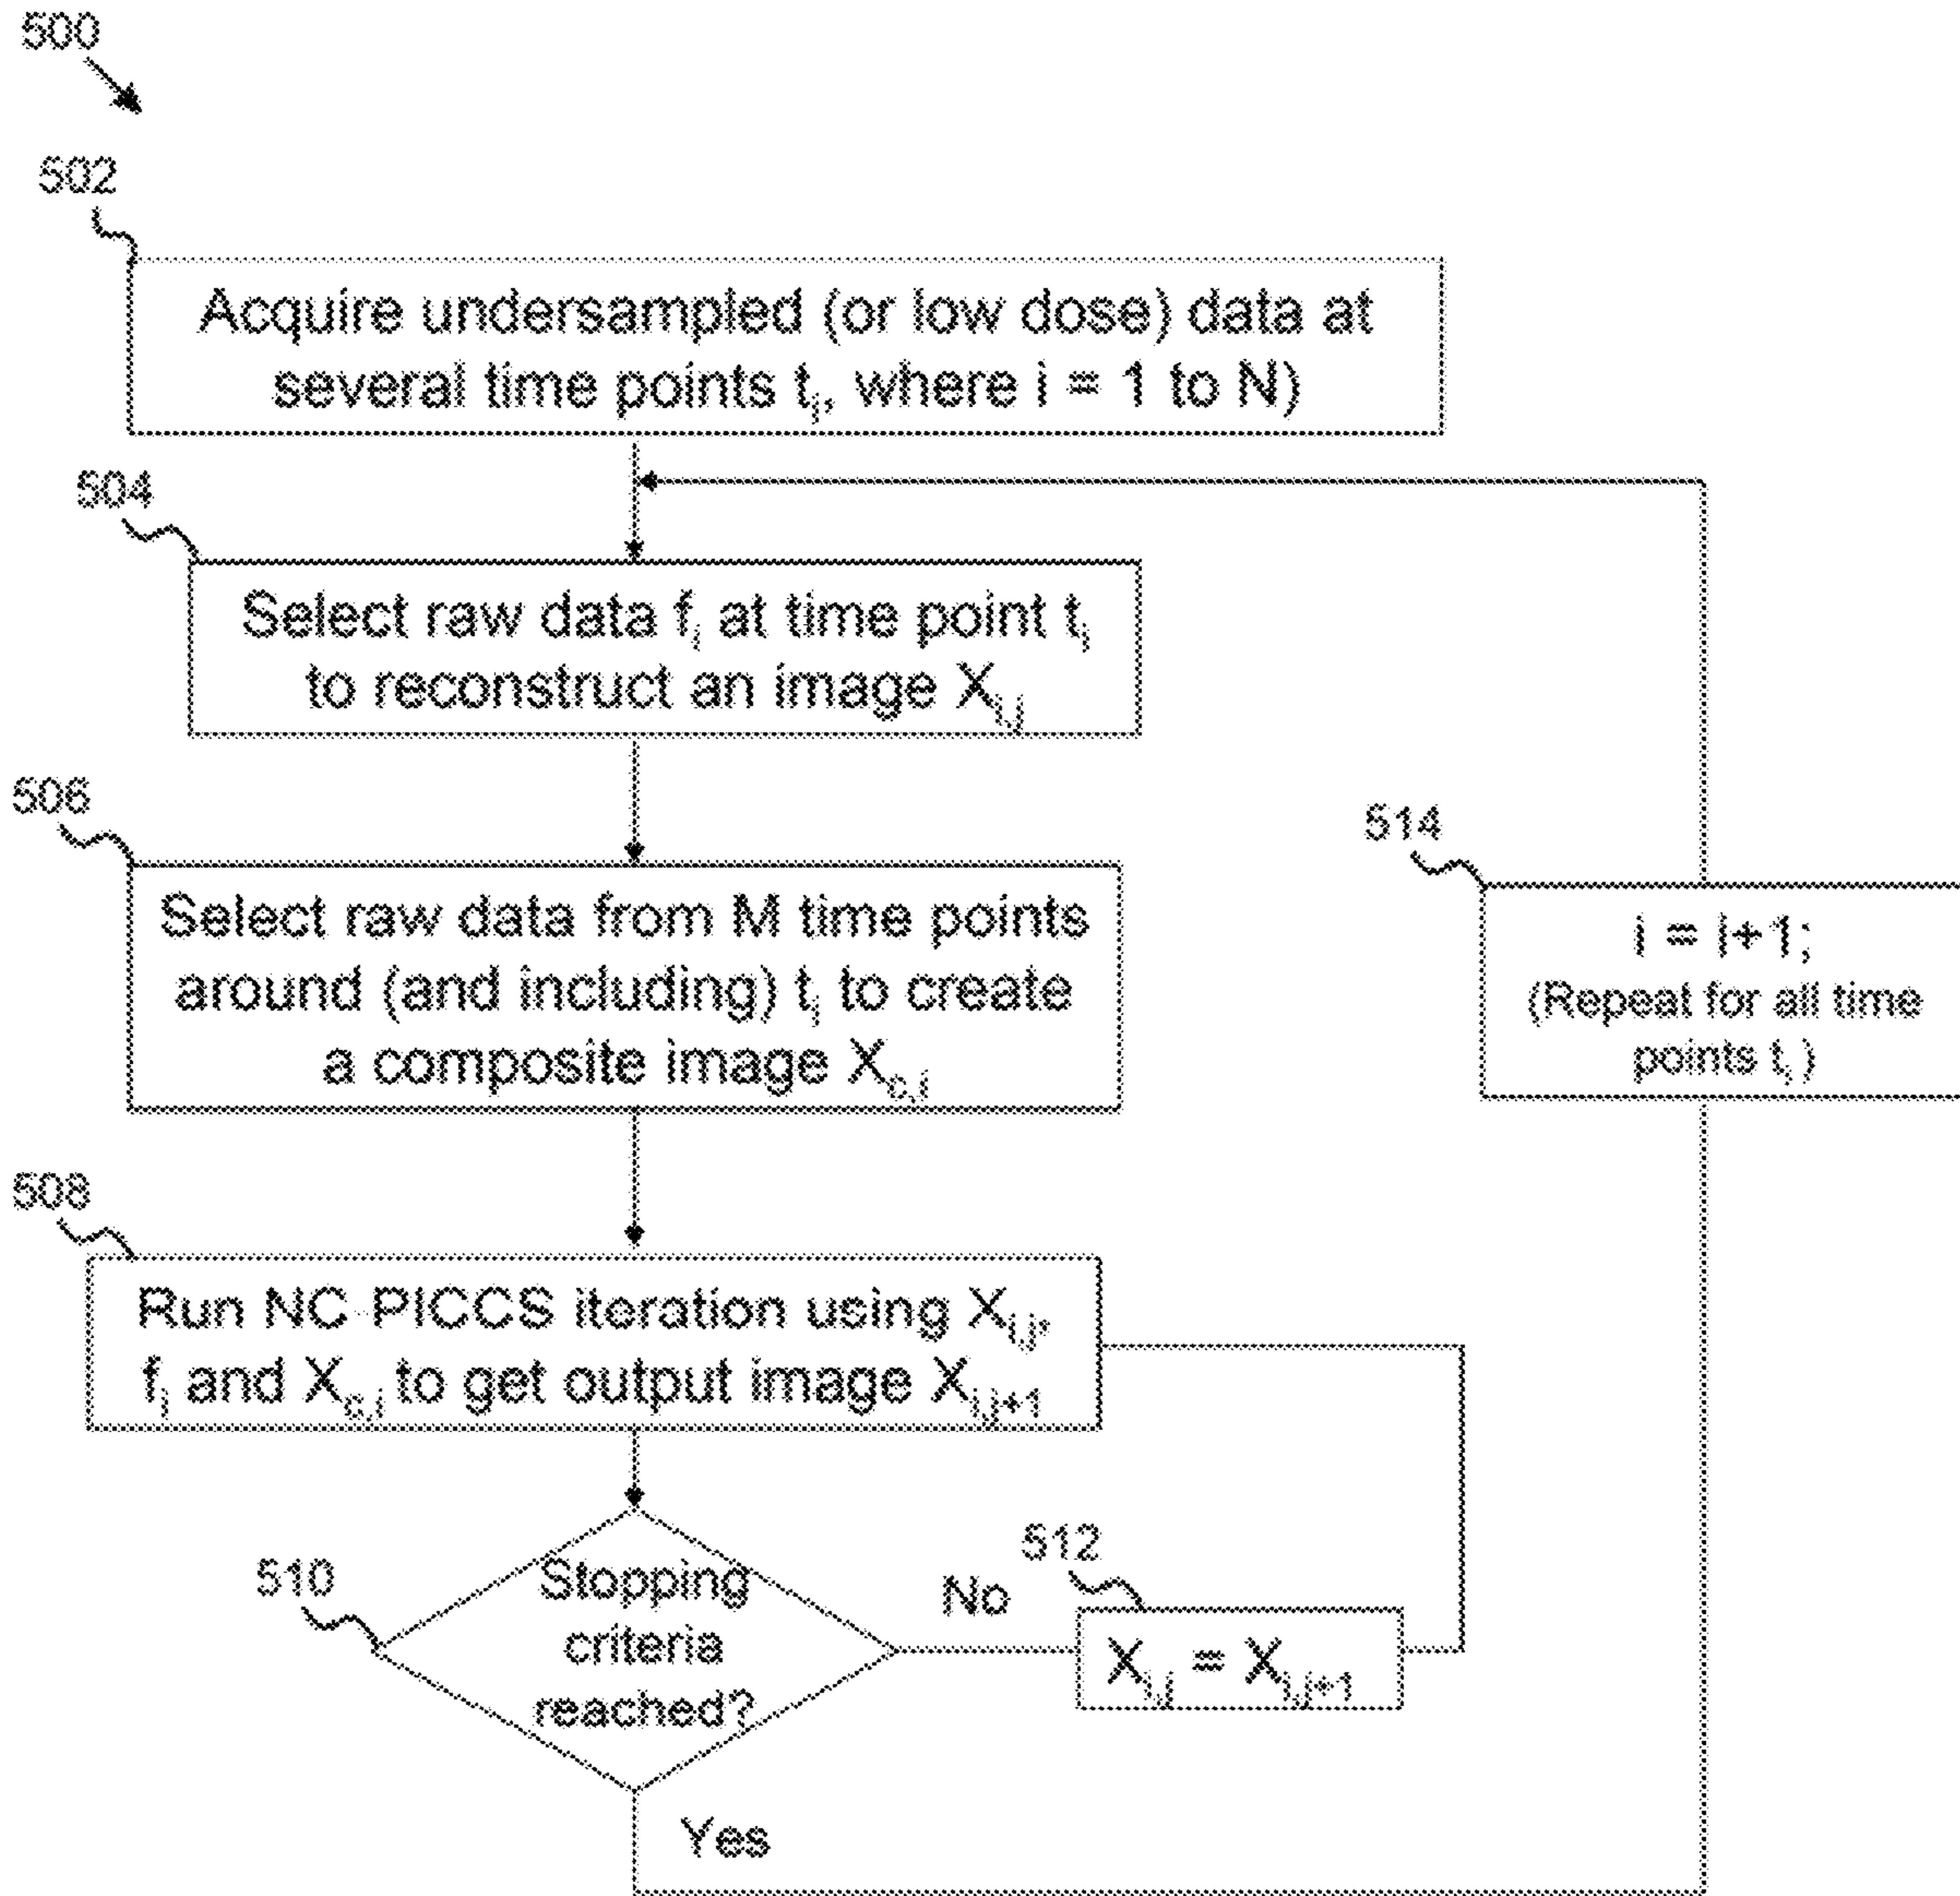 500
502
Acquire undersampled (or low dose) data at
several time points tᵢ, where i = 1 to N)
504
Select raw data fᵢ at time point tᵢ
to reconstruct an image Xᵢ,ⱼ
506
Select raw data from M time points
around (and including) tᵢ to create
a composite image X_c,i
514
i = i+1;
(Repeat for all time
points tᵢ )
508
Run NC-PICCS iteration using Xᵢ,ⱼ,
fᵢ and X_c,i to get output image Xᵢ,ⱼ₊₁
510
Stopping
criteria
reached?
No
512
Xᵢ,ⱼ = Xᵢ,ⱼ₊₁
Yes